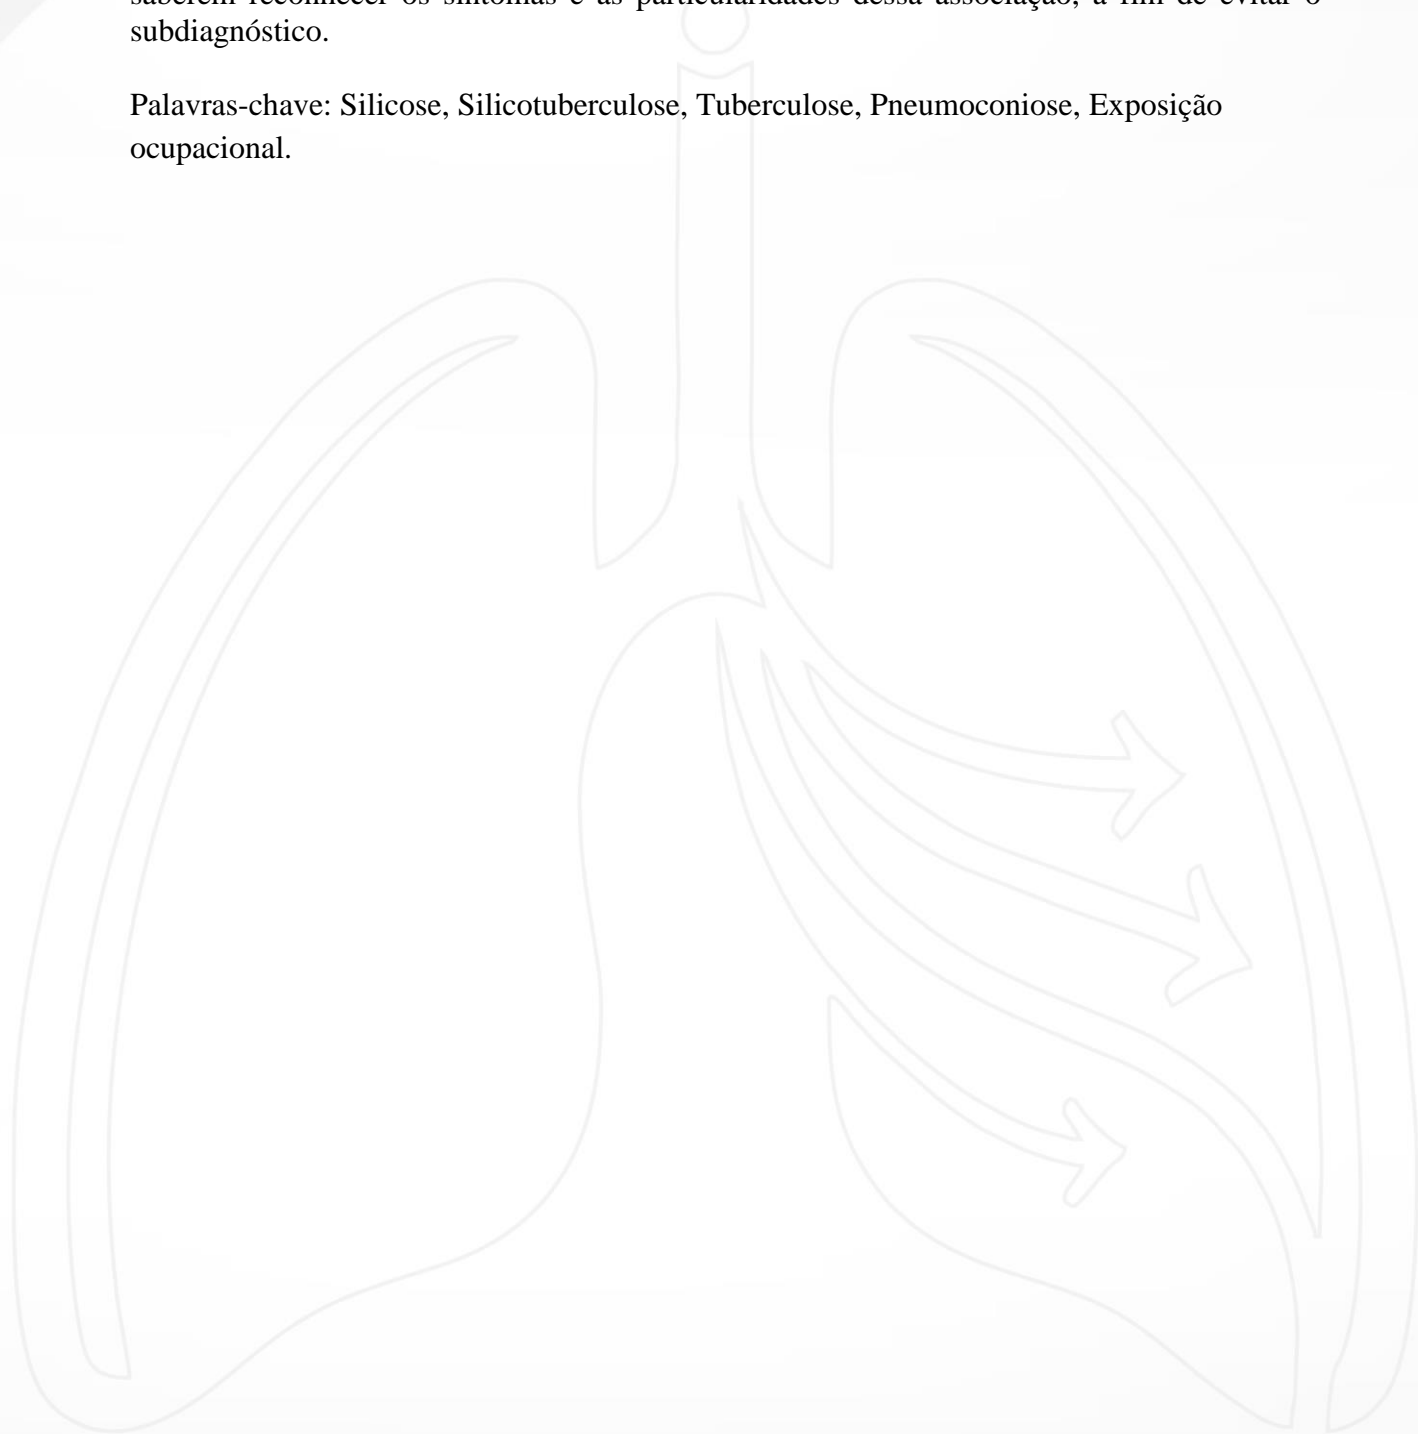 saberem reconhecer os sintomas e as particularidades dessa associação, a fim de evitar o
subdiagnóstico.
Palavras-chave: Silicose, Silicotuberculose, Tuberculose, Pneumoconiose, Exposição
ocupacional.